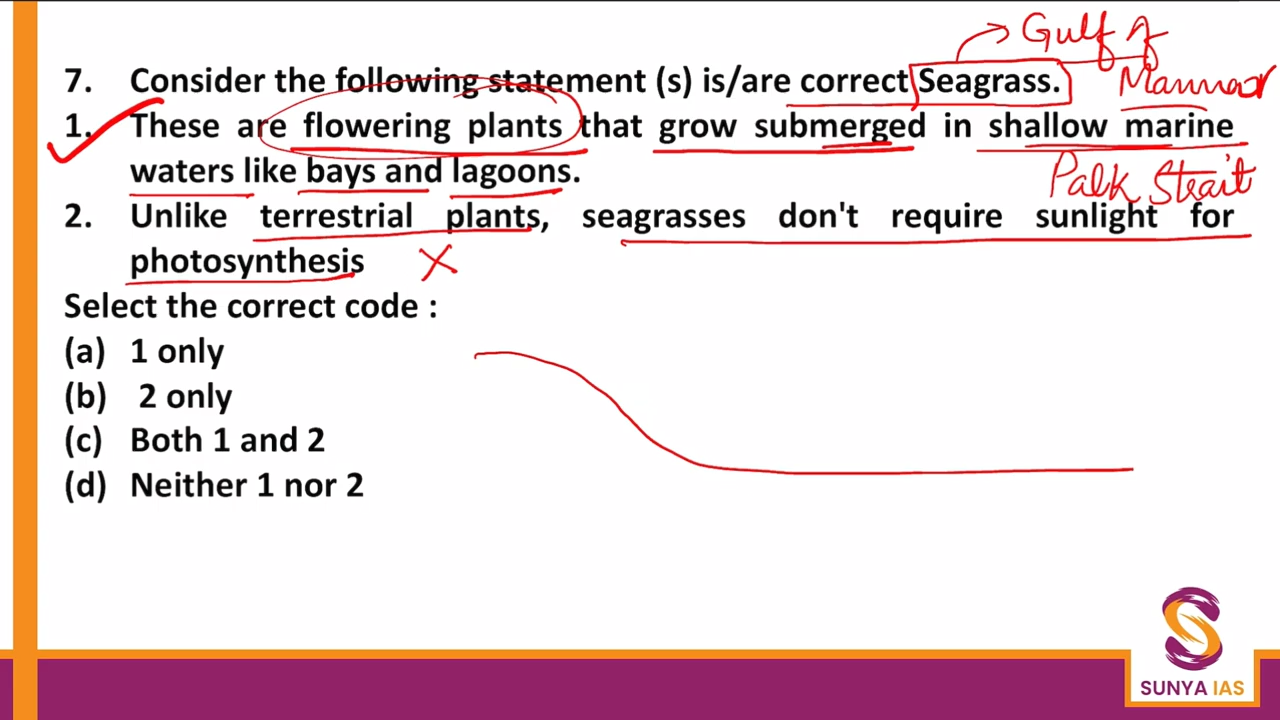 Gulf of
Mannar
7. Consider the following statement (s) is/are correct Seagrass.
1. These are flowering plants that grow submerged in shallow marine
waters like bays and lagoons.
Palk Strait
2. Unlike terrestrial plants, seagrasses don't require sunlight for
photosynthesis
Select the correct code :
(a) 1 only
(b) 2 only
(c) Both 1 and 2
(d) Neither 1 nor 2
SUNYA IAS